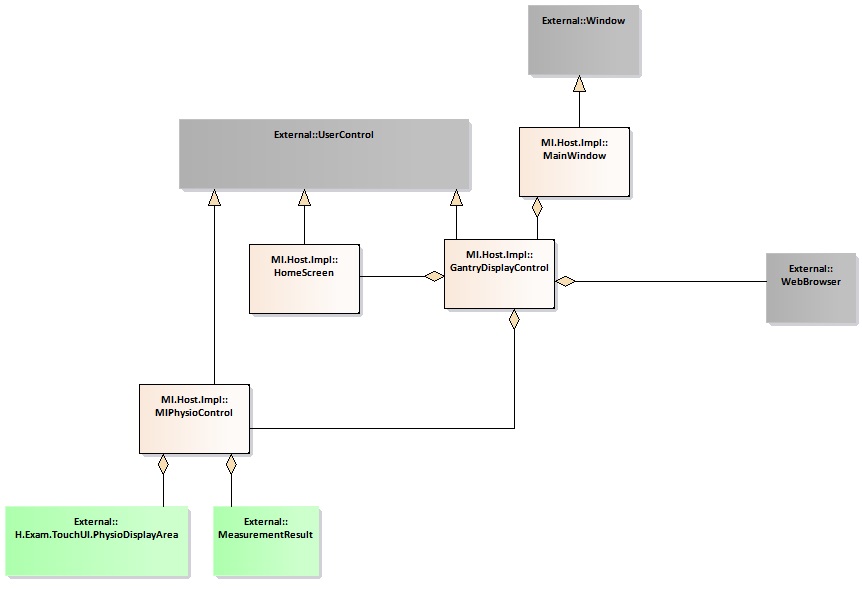 External::Window
External::UserControl
MI.Host.Impl::
MainWindow
MI.Host.Impl::
HomeScreen
MI.Host.Impl::
GantryDisplayControl
External::
WebBrowser
MI.Host.Impl::
MIPhysioControl
External::
H.Exam.TouchUI.PhysioDisplayArea
External::
MeasurementResult